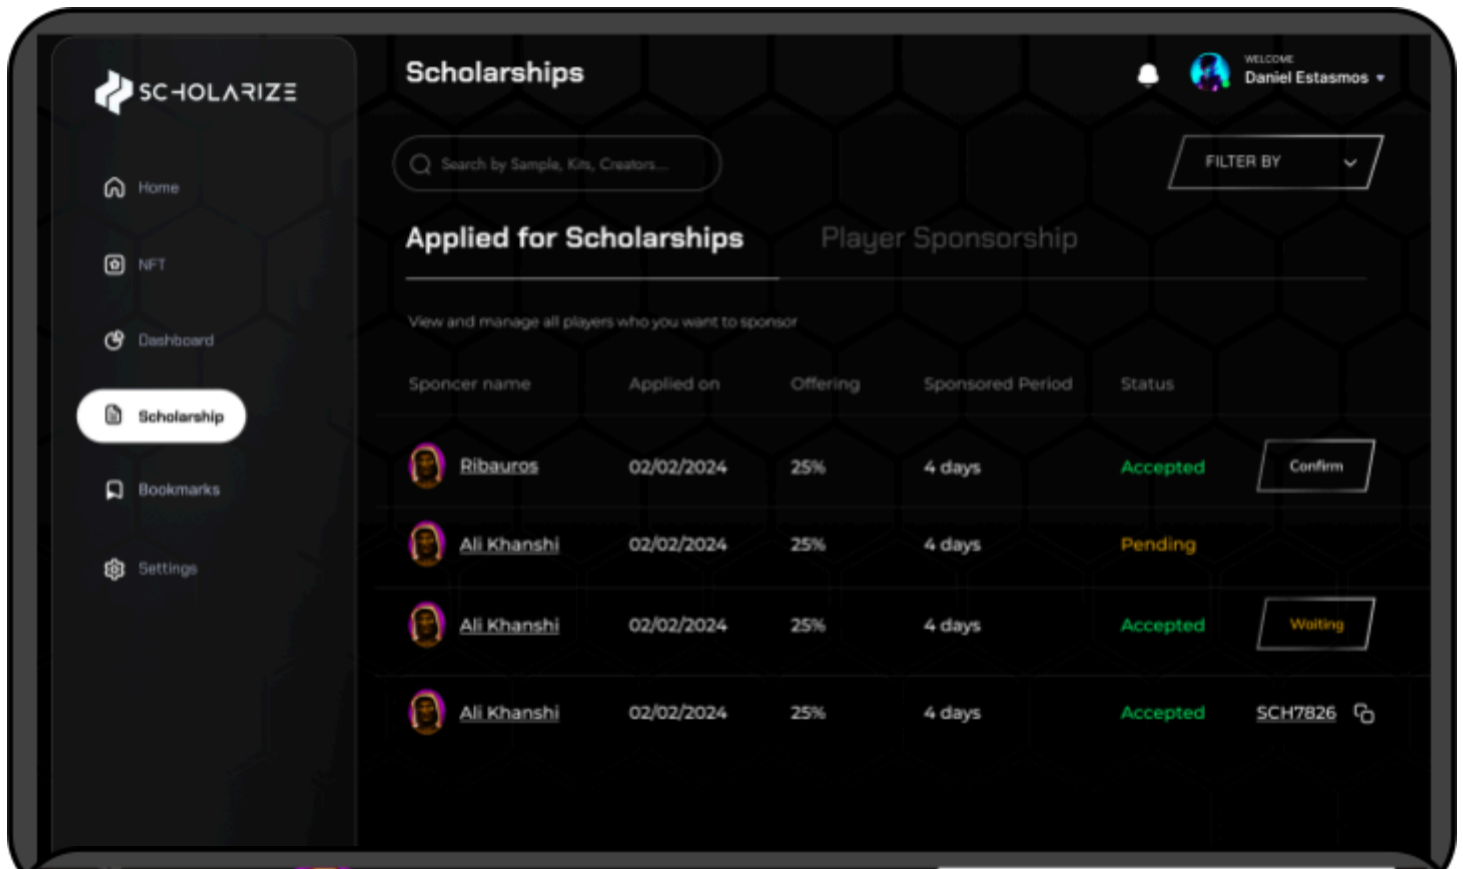 SCHOLARIZE
Home
NFT
Dashboard
Scholarship
Bookmarks
Settings
Scholarships
WELCOME
Daniel Estasmos
Search by Sample, Kits, Creators...
FILTER BY
Applied for Scholarships
Player Sponsorship
View and manage all players who you want to sponsor
Sponcer name Applied on Offering Sponsored Period Status
Ribauros 02/02/2024 25% 4 days Accepted Confirm
Ali Khanshi 02/02/2024 25% 4 days Pending
Ali Khanshi 02/02/2024 25% 4 days Accepted Waiting
Ali Khanshi 02/02/2024 25% 4 days Accepted SCH7826